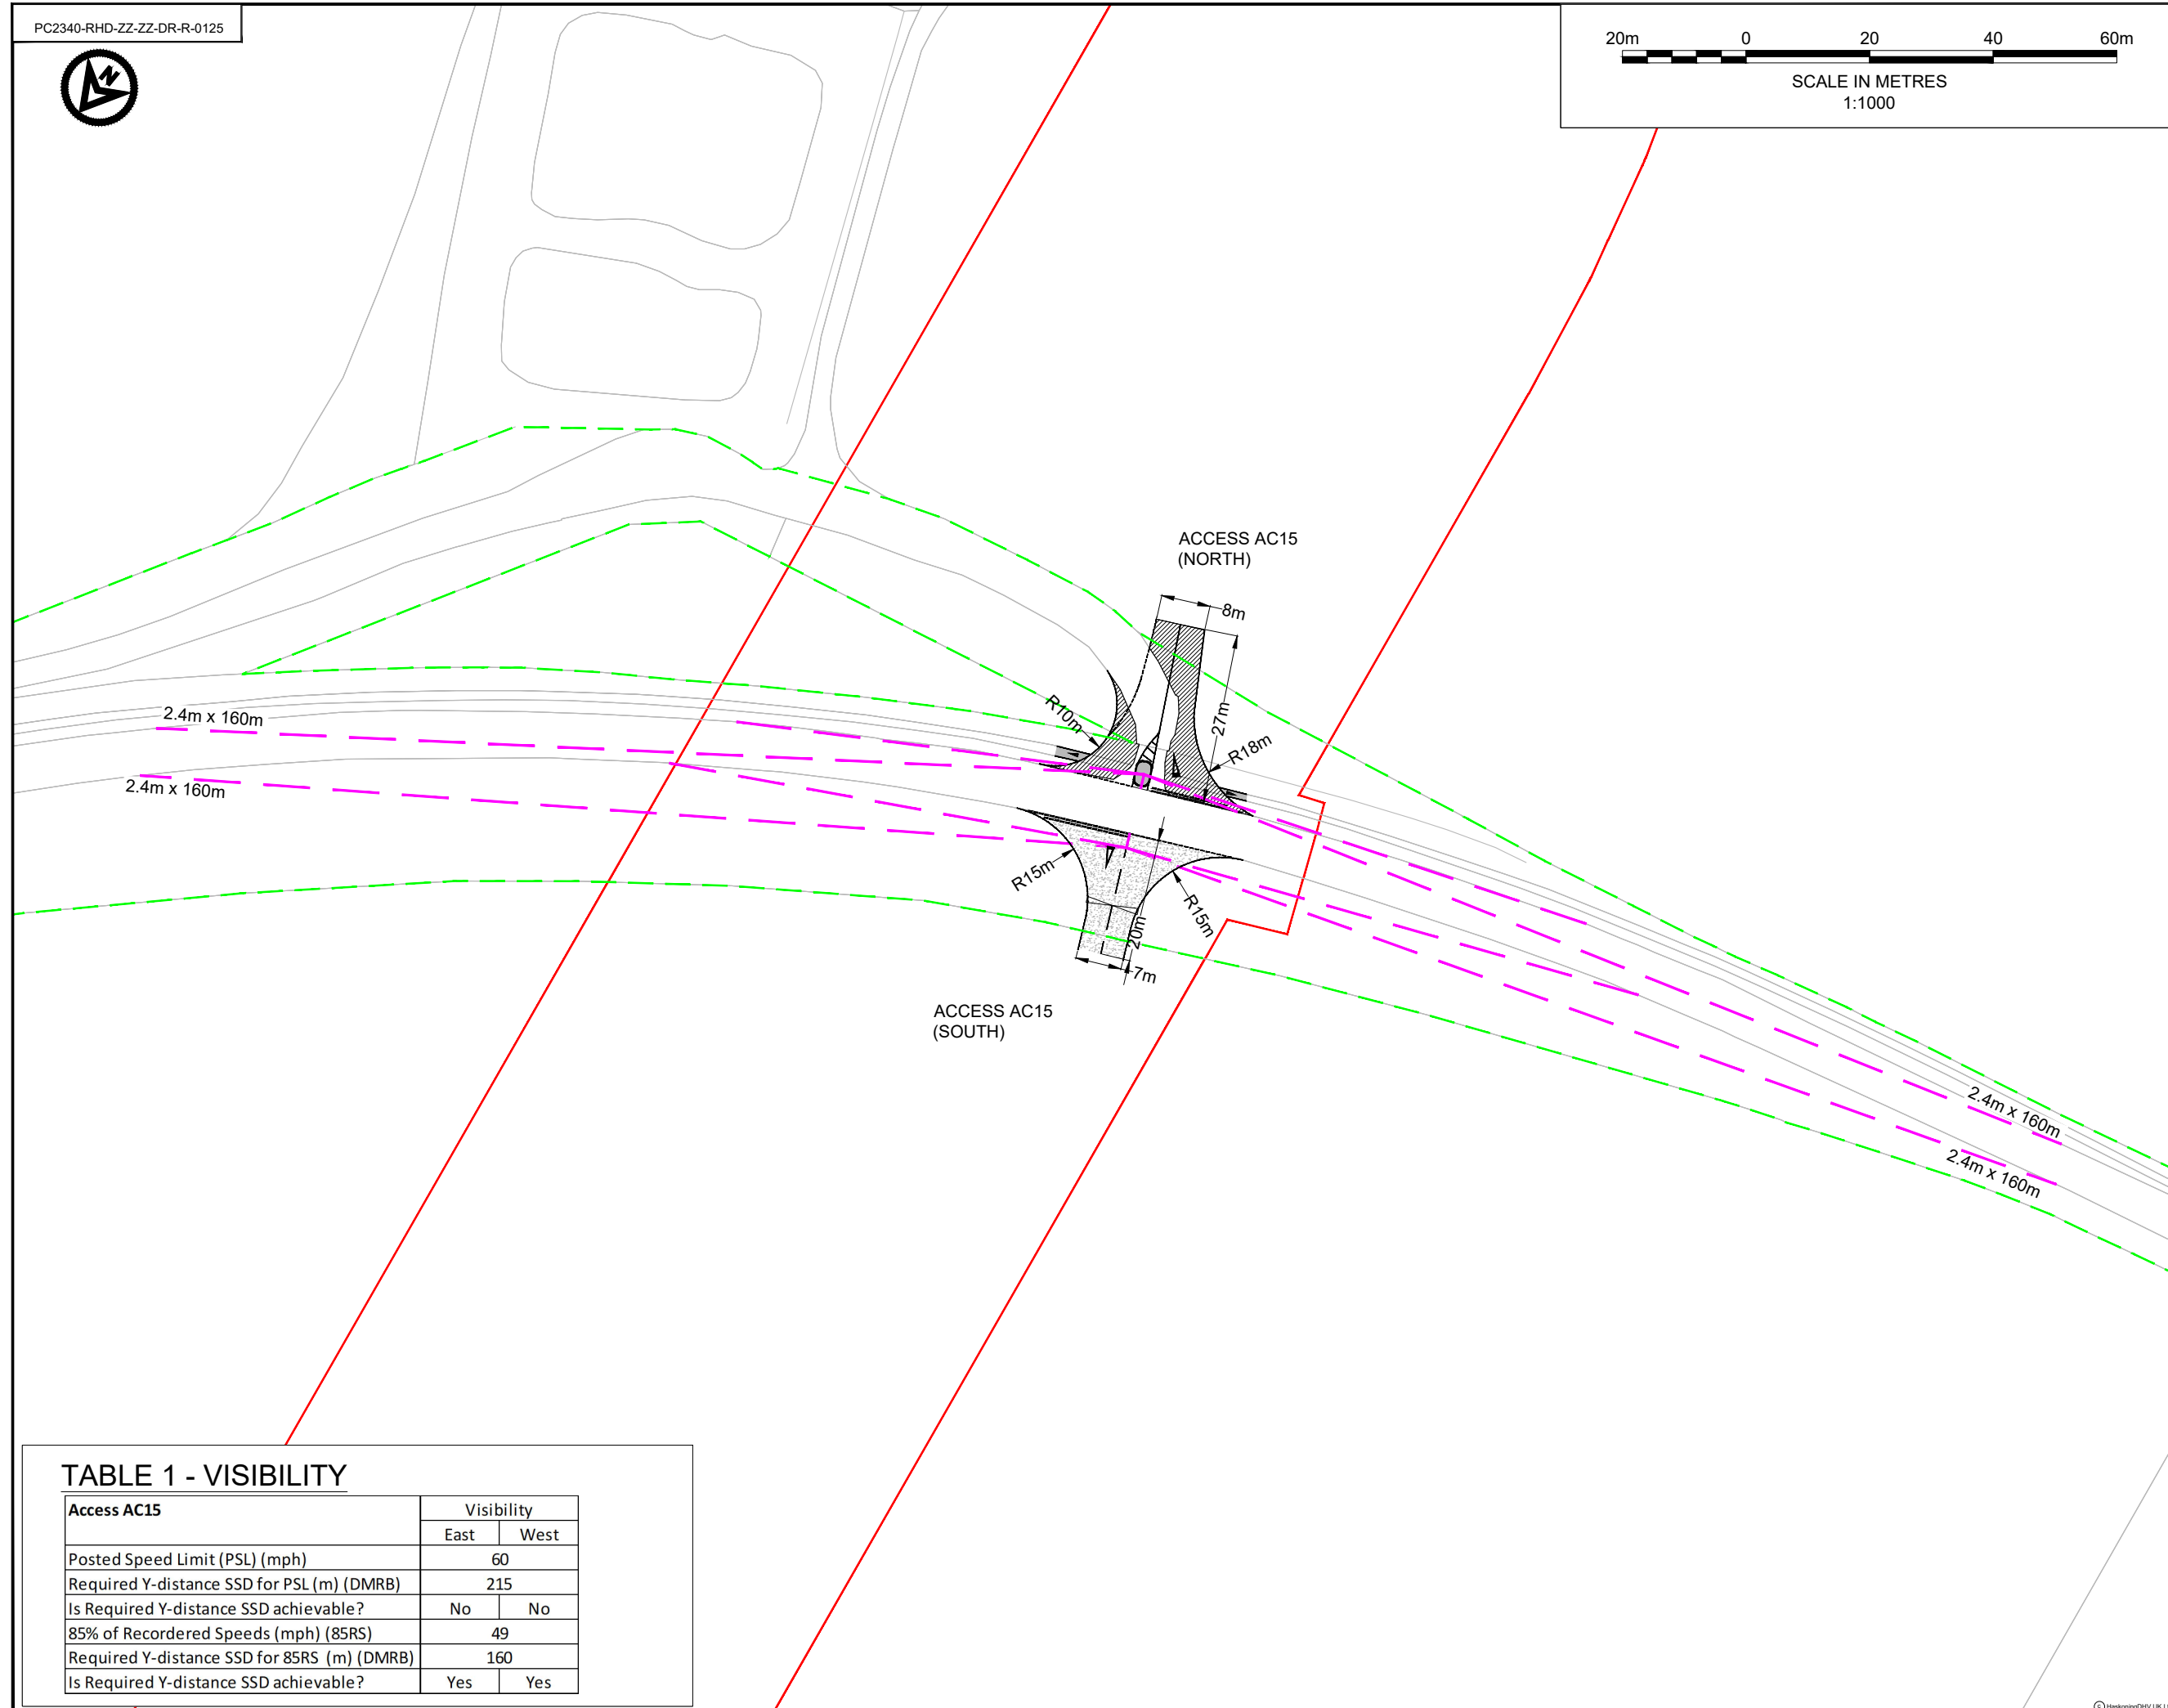 PC2340-RHD-ZZ-ZZ-DR-R-0125
N
20m 0 20 40 60m
SCALE IN METRES
1:1000
ACCESS AC15
(NORTH)
8m
27m
R10m
R18m
2.4m x 160m
2.4m x 160m
R15m
R15m
20m
7m
ACCESS AC15
(SOUTH)
2.4m x 160m
2.4m x 160m
TABLE 1 - VISIBILITY
Access AC15 Visibility
East West
Posted Speed Limit (PSL) (mph) 60
Required Y-distance SSD for PSL (m) (DMRB) 215
Is Required Y-distance SSD achievable? No No
85% of Recordered Speeds (mph) (85RS) 49
Required Y-distance SSD for 85RS (m) (DMRB) 160
Is Required Y-distance SSD achievable? Yes Yes
© HaskoningDHV UK